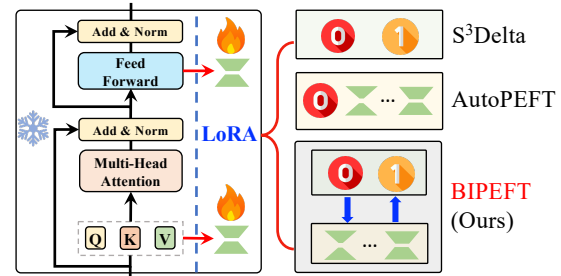 Add & Norm
Feed
Forward
Add & Norm
Multi-Head
Attention
Q K V
LoRA
0 1
S³Delta
0 ...
AutoPEFT
0 1
...
BIPEFT
(Ours)